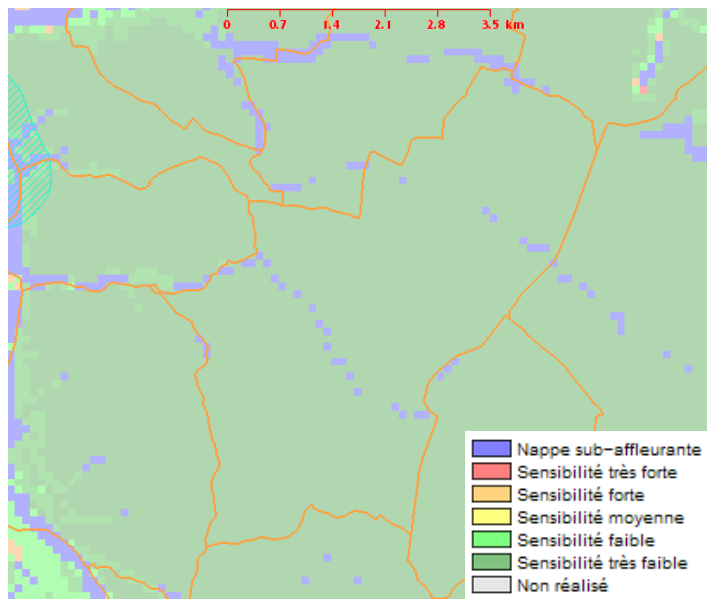 0 0.7 1.4 2.1 2.8 3.5 km
Nappe sub-affleurante
Sensibilité très forte
Sensibilité forte
Sensibilité moyenne
Sensibilité faible
Sensibilité très faible
Non réalisé